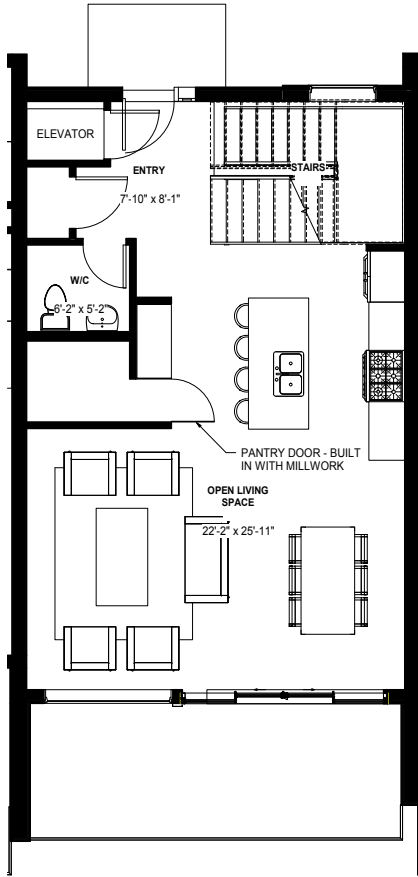 ELEVATOR
ENTRY
7'-10" x 8'-1"
STAIRS
W/C
6'-2" x 5'-2"
PANTRY DOOR - BUILT
IN WITH MILLWORK
OPEN LIVING
SPACE
22'-2" x 25'-11"